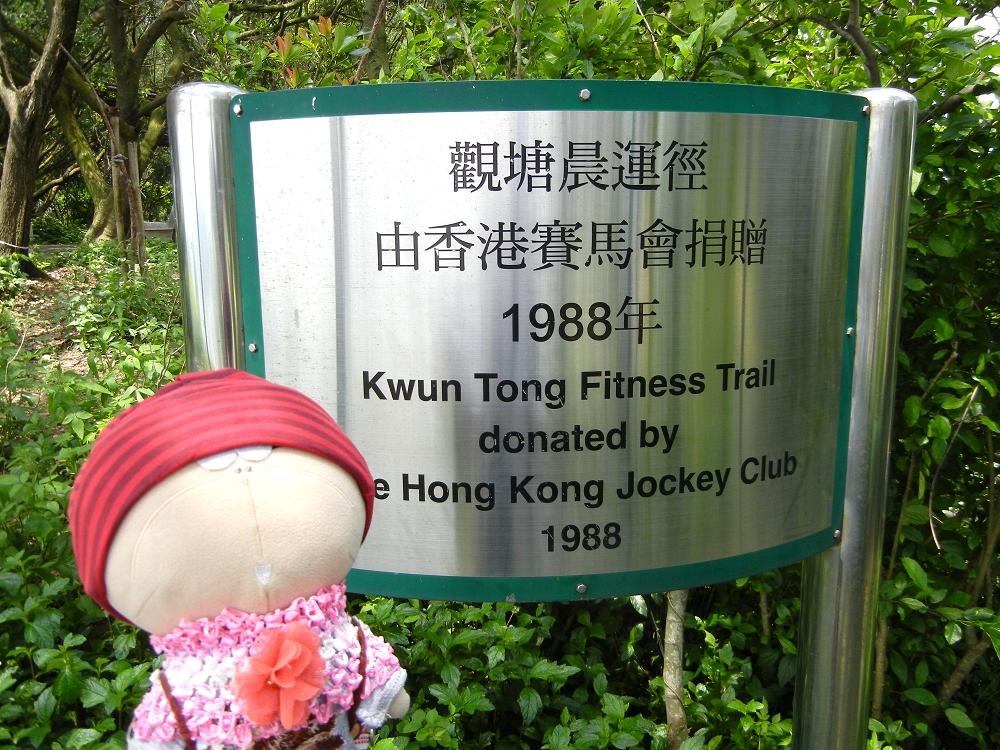 觀塘晨運徑
由香港賽馬會捐贈
1988年
Kwun Tong Fitness Trail
donated by
e Hong Kong Jockey Club
1988